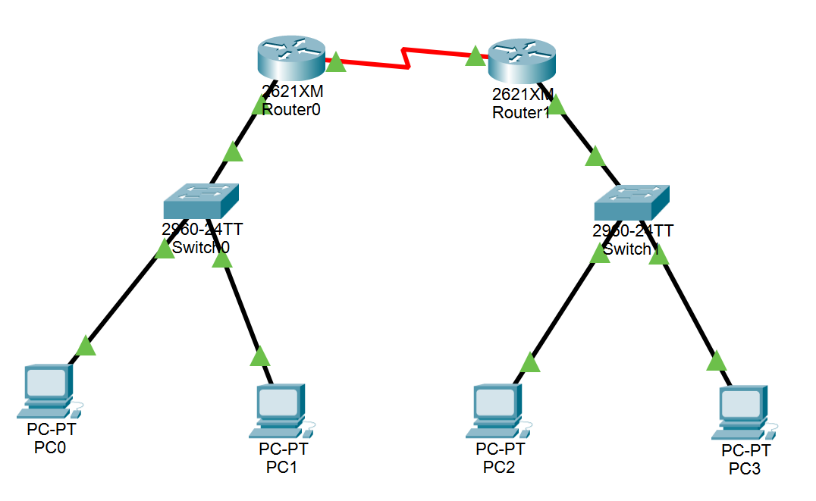 2621XM
Router0
2621XM
Router1
2960-24TT
Switch0
2960-24TT
Switch1
PC-PT
PC0
PC-PT
PC1
PC-PT
PC2
PC-PT
PC3